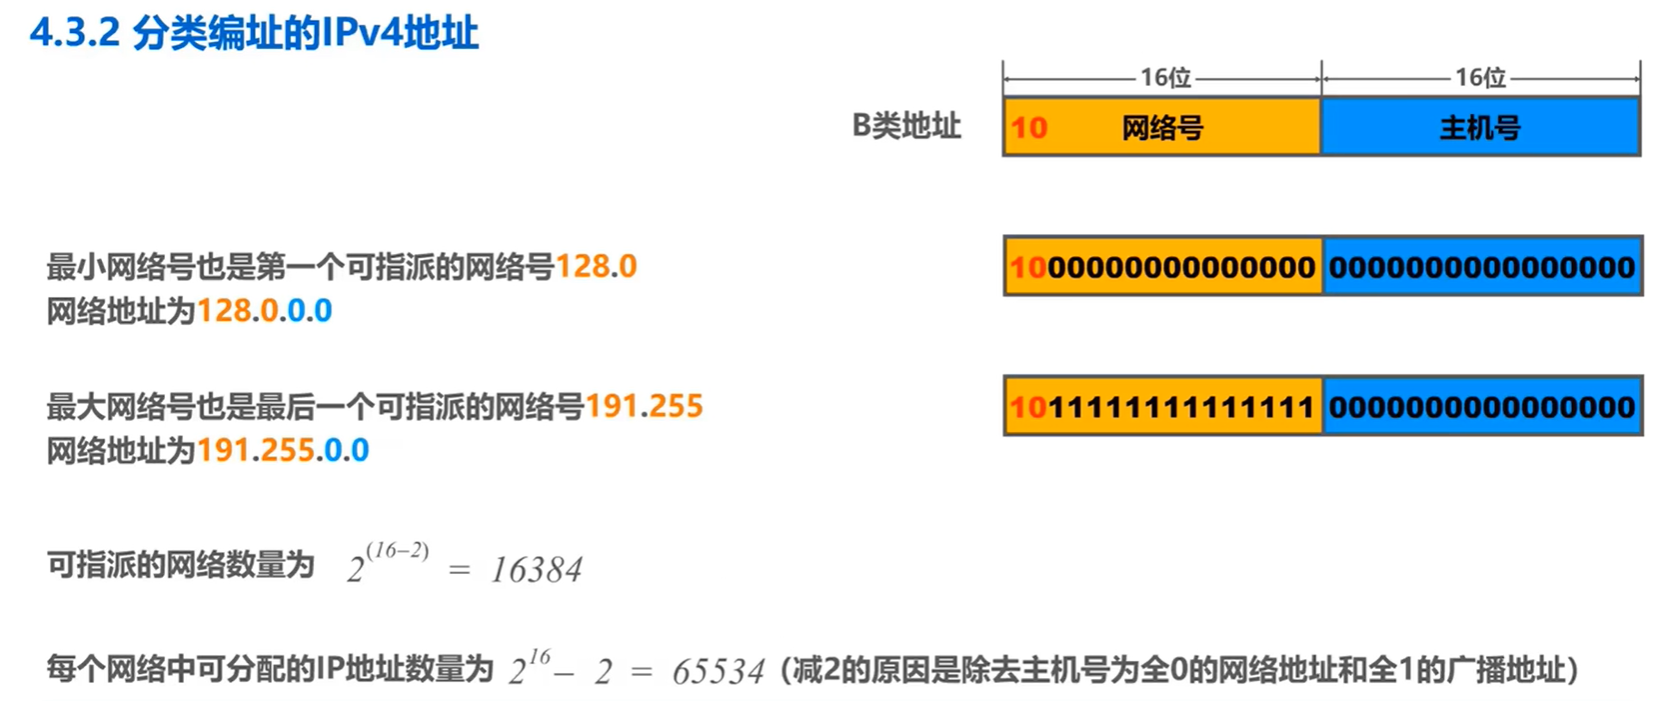 4.3.2 分类编址的IPv4地址
16位 16位
B类地址 10 网络号 主机号
最小网络号也是第一个可指派的网络号128.0
网络地址为128.0.0.0
1000000000000000 0000000000000000
最大网络号也是最后一个可指派的网络号191.255
网络地址为191.255.0.0
1011111111111111 0000000000000000
可指派的网络数量为 2^(16-2) = 16384
每个网络中可分配的IP地址数量为 2^16 - 2 = 65534 (减2的原因是除去主机号为全0的网络地址和全1的广播地址)